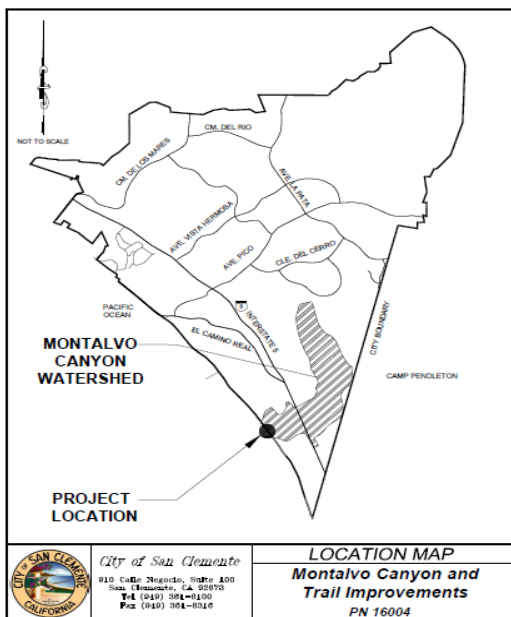 NOT TO SCALE
CM. DEL RIO
CM. DE LOS MARES
AVE. LA PATA
AVE. VISTA HERMOSA
AVE. PICO
CLE. DEL CERRO
PACIFIC
OCEAN
5
INTERSTATE 5
EL CAMINO REAL
CITY BOUNDARY
CAMP PENDLETON
MONTALVO
CANYON
WATERSHED
PROJECT
LOCATION
CITY OF SAN CLEMENTE
CALIFORNIA
City of San Clemente
910 Calle Negocio, Suite 100
San Clemente, CA 92673
Tel (949) 361-6100
Fax (949) 361-8316
LOCATION MAP
Montalvo Canyon and
Trail Improvements
PN 16004